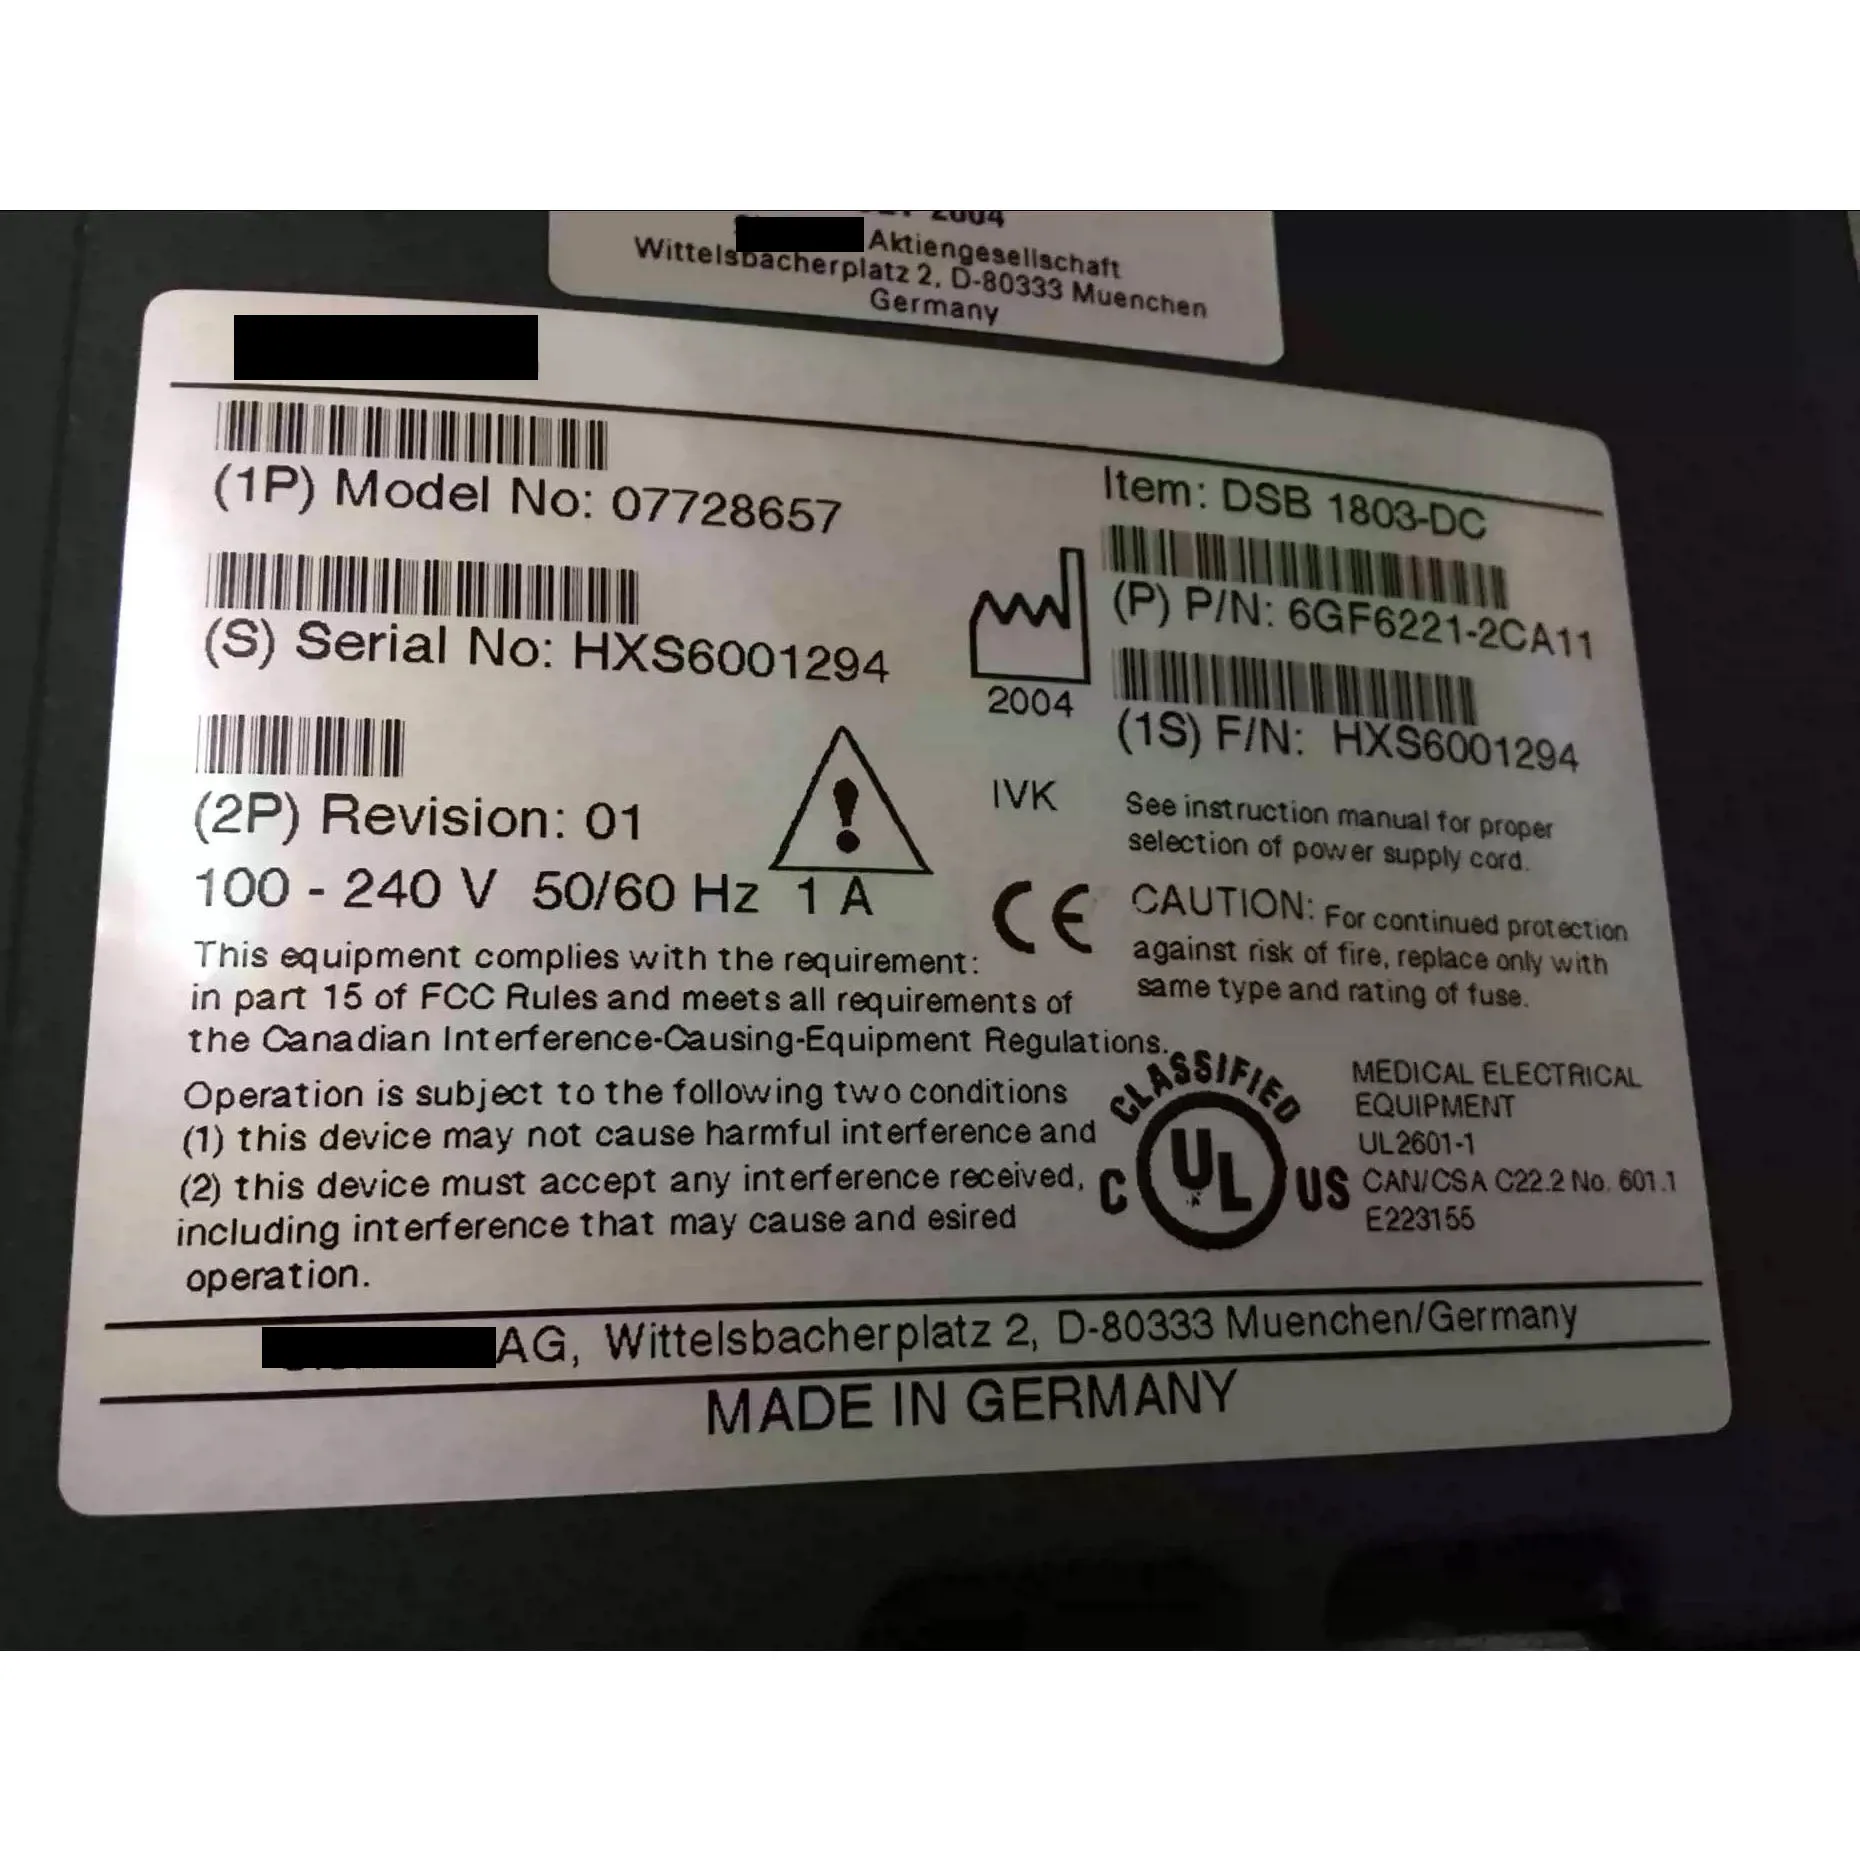 2004
Aktiengesellschaft
Wittelsbacherplatz 2, D-80333 Muenchen
Germany
(1P) Model No: 07728657
Item: DSB 1803-DC
(P) P/N: 6GF6221-2CA11
(S) Serial No: HXS6001294
2004
(1S) F/N: HXS6001294
(2P) Revision: 01
IVK
See instruction manual for proper
selection of power supply cord.
100 - 240 V 50/60 Hz 1 A
CE
CAUTION: For continued protection
against risk of fire, replace only with
same type and rating of fuse.
This equipment complies with the requirement:
in part 15 of FCC Rules and meets all requirements of
the Canadian Interference-Causing-Equipment Regulations.
Operation is subject to the following two conditions
(1) this device may not cause harmful interference and
(2) this device must accept any interference received,
including interference that may cause and esired
operation.
CLASSIFIED
C UL US
MEDICAL ELECTRICAL
EQUIPMENT
UL2601-1
CAN/CSA C22.2 No. 601.1
E223155
AG, Wittelsbacherplatz 2, D-80333 Muenchen/Germany
MADE IN GERMANY